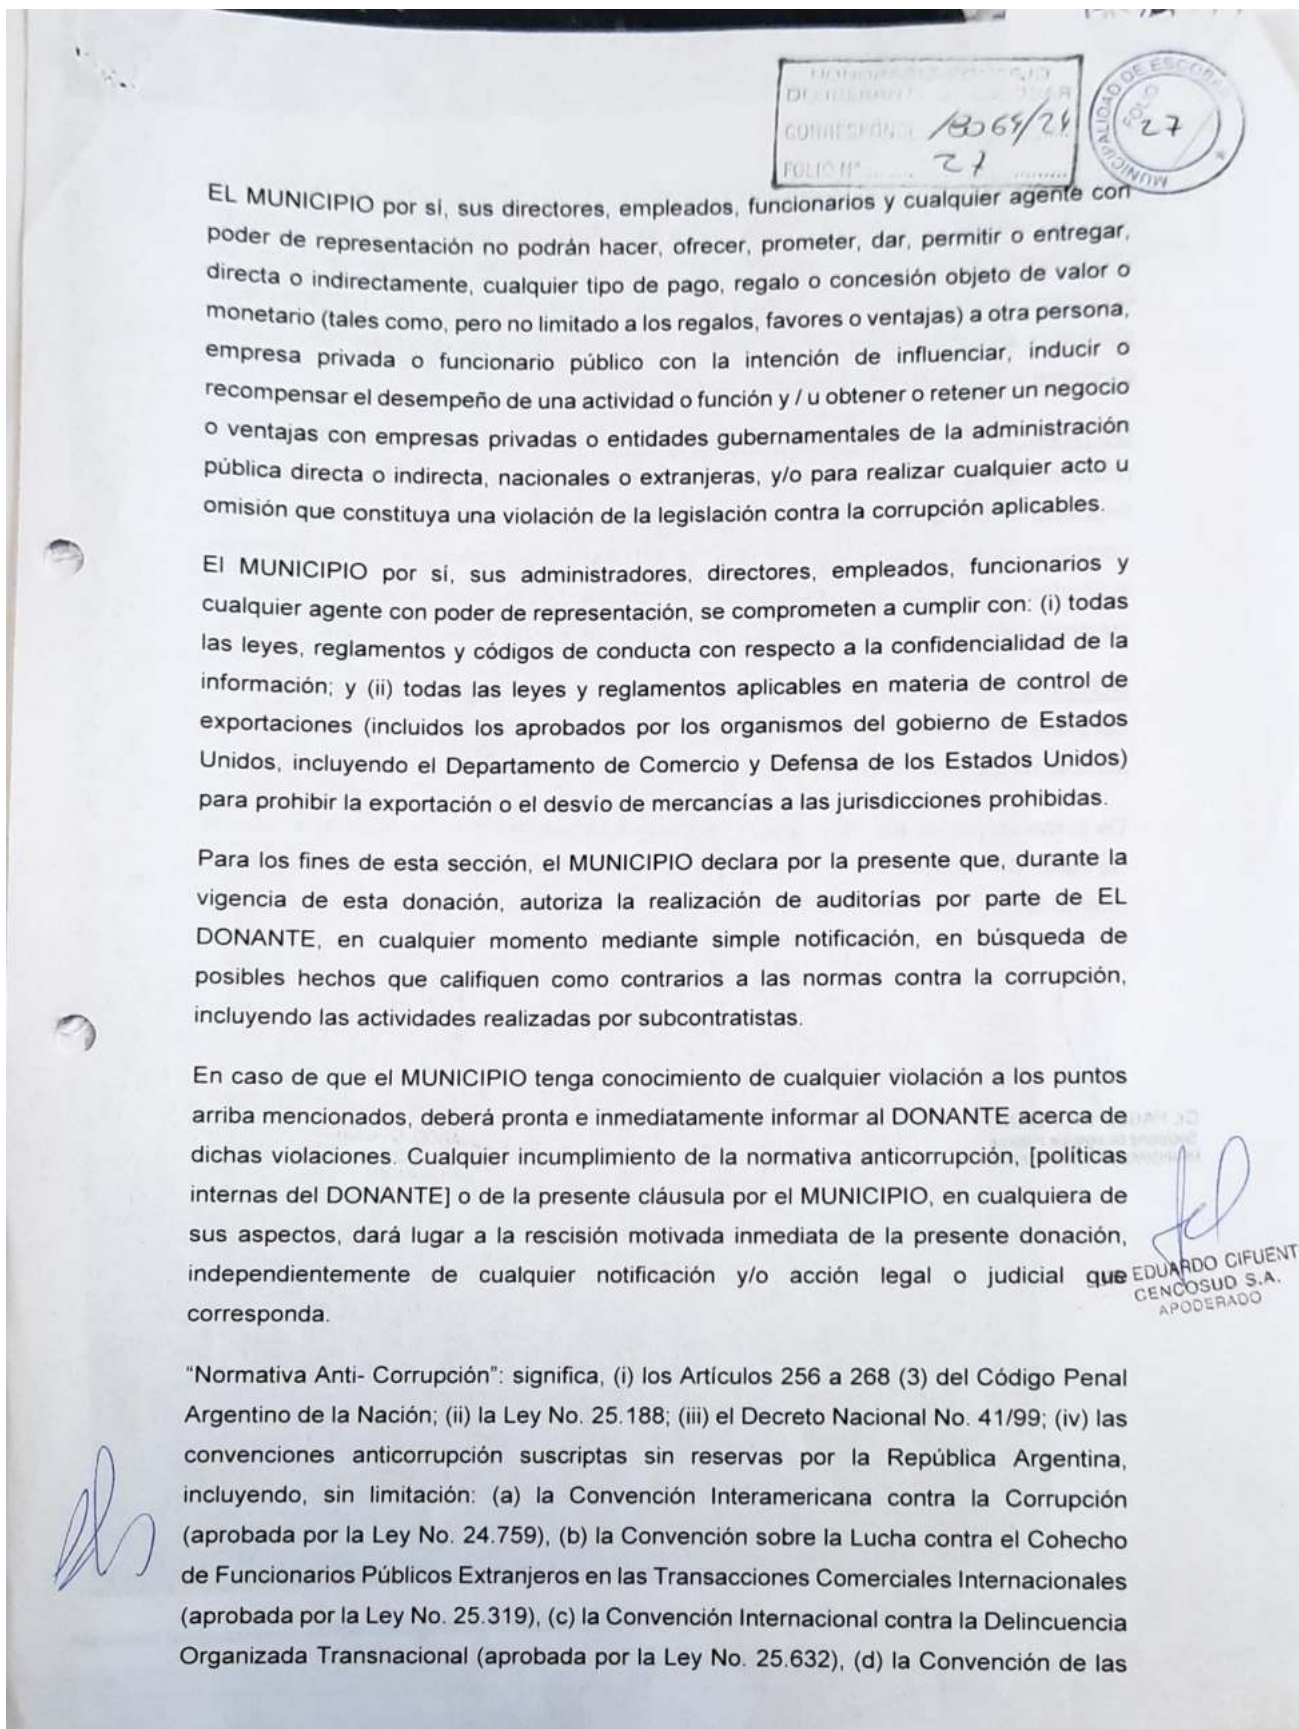 HONORABLE CONCEJO
DELIBERANTE
CORRESPONDE 18064/24
FOLIO Nº ....... 27 .........
MUNICIPALIDAD DE ESCOBAR
FOLIO
27
EL MUNICIPIO por sí, sus directores, empleados, funcionarios y cualquier agente con
poder de representación no podrán hacer, ofrecer, prometer, dar, permitir o entregar,
directa o indirectamente, cualquier tipo de pago, regalo o concesión objeto de valor o
monetario (tales como, pero no limitado a los regalos, favores o ventajas) a otra persona,
empresa privada o funcionario público con la intención de influenciar, inducir o
recompensar el desempeño de una actividad o función y / u obtener o retener un negocio
o ventajas con empresas privadas o entidades gubernamentales de la administración
pública directa o indirecta, nacionales o extranjeras, y/o para realizar cualquier acto u
omisión que constituya una violación de la legislación contra la corrupción aplicables.
El MUNICIPIO por sí, sus administradores, directores, empleados, funcionarios y
cualquier agente con poder de representación, se comprometen a cumplir con: (i) todas
las leyes, reglamentos y códigos de conducta con respecto a la confidencialidad de la
información; y (ii) todas las leyes y reglamentos aplicables en materia de control de
exportaciones (incluidos los aprobados por los organismos del gobierno de Estados
Unidos, incluyendo el Departamento de Comercio y Defensa de los Estados Unidos)
para prohibir la exportación o el desvío de mercancías a las jurisdicciones prohibidas.
Para los fines de esta sección, el MUNICIPIO declara por la presente que, durante la
vigencia de esta donación, autoriza la realización de auditorías por parte de EL
DONANTE, en cualquier momento mediante simple notificación, en búsqueda de
posibles hechos que califiquen como contrarios a las normas contra la corrupción,
incluyendo las actividades realizadas por subcontratistas.
En caso de que el MUNICIPIO tenga conocimiento de cualquier violación a los puntos
arriba mencionados, deberá pronta e inmediatamente informar al DONANTE acerca de
dichas violaciones. Cualquier incumplimiento de la normativa anticorrupción, [políticas
internas del DONANTE] o de la presente cláusula por el MUNICIPIO, en cualquiera de
sus aspectos, dará lugar a la rescisión motivada inmediata de la presente donación,
independientemente de cualquier notificación y/o acción legal o judicial que
corresponda.
EDUARDO CIFUENT
CENCOSUD S.A.
APODERADO
“Normativa Anti- Corrupción”: significa, (i) los Artículos 256 a 268 (3) del Código Penal
Argentino de la Nación; (ii) la Ley No. 25.188; (iii) el Decreto Nacional No. 41/99; (iv) las
convenciones anticorrupción suscriptas sin reservas por la República Argentina,
incluyendo, sin limitación: (a) la Convención Interamericana contra la Corrupción
(aprobada por la Ley No. 24.759), (b) la Convención sobre la Lucha contra el Cohecho
de Funcionarios Públicos Extranjeros en las Transacciones Comerciales Internacionales
(aprobada por la Ley No. 25.319), (c) la Convención Internacional contra la Delincuencia
Organizada Transnacional (aprobada por la Ley No. 25.632), (d) la Convención de las